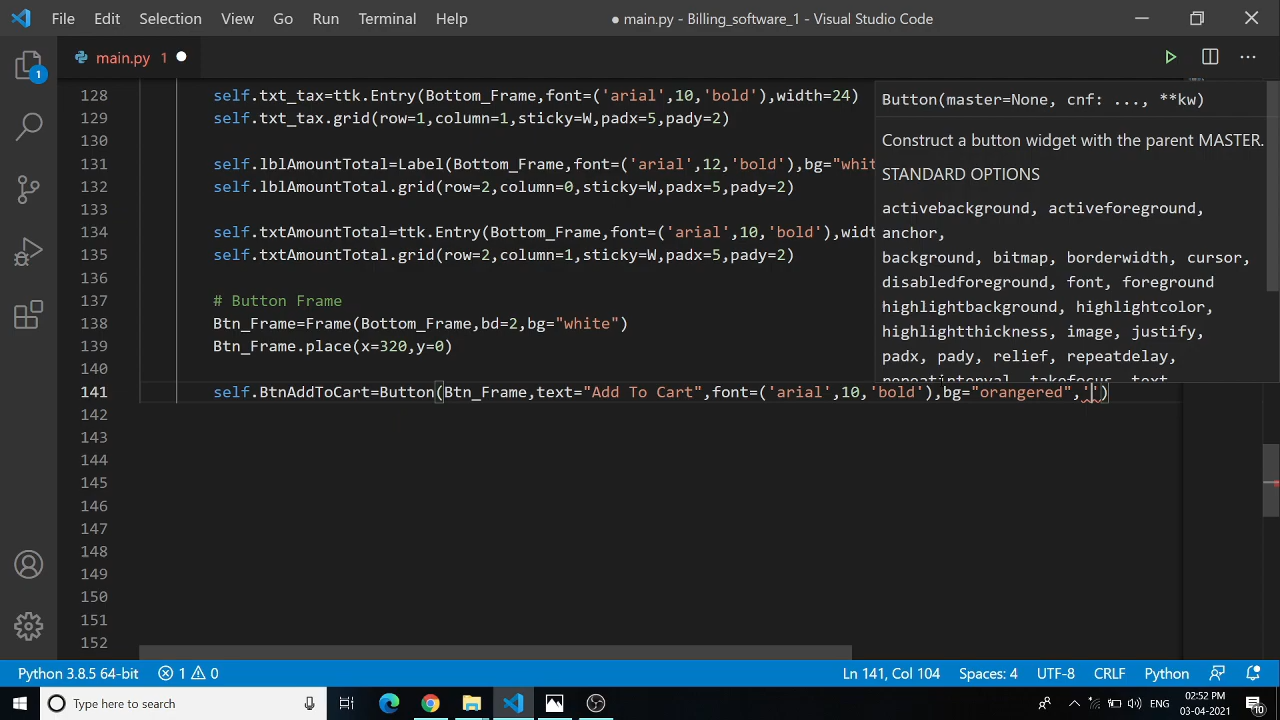 File Edit Selection View Go Run Terminal Help
● main.py - Billing_software_1 - Visual Studio Code
main.py 1
1
128 self.txt_tax=ttk.Entry(Bottom_Frame,font=('arial',10,'bold'),width=24)
129 self.txt_tax.grid(row=1,column=1,sticky=W,padx=5,pady=2)
130
131 self.lblAmountTotal=Label(Bottom_Frame,font=('arial',12,'bold'),bg="whit
132 self.lblAmountTotal.grid(row=2,column=0,sticky=W,padx=5,pady=2)
133
134 self.txtAmountTotal=ttk.Entry(Bottom_Frame,font=('arial',10,'bold'),widt
135 self.txtAmountTotal.grid(row=2,column=1,sticky=W,padx=5,pady=2)
136
137 # Button Frame
138 Btn_Frame=Frame(Bottom_Frame,bd=2,bg="white")
139 Btn_Frame.place(x=320,y=0)
140
141 self.BtnAddToCart=Button(Btn_Frame,text="Add To Cart",font=('arial',10,'bold'),bg="orangered",'')
142
143
144
145
146
147
148
149
150
151
152
Button(master=None, cnf: ..., **kw)
Construct a button widget with the parent MASTER.
STANDARD OPTIONS
activebackground, activeforeground,
anchor,
background, bitmap, borderwidth, cursor,
disabledforeground, font, foreground
highlightbackground, highlightcolor,
highlightthickness, image, justify,
padx, pady, relief, repeatdelay,
repeatinterval, takefocus, text,
Python 3.8.5 64-bit 1 0 Ln 141, Col 104 Spaces: 4 UTF-8 CRLF Python
Type here to search
02:52 PM
03-04-2021
10